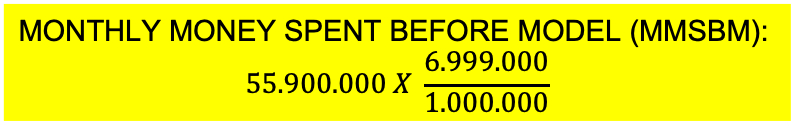 MONTHLY MONEY SPENT BEFORE MODEL (MMSBM):
55.900.000 X 6.999.000
1.000.000